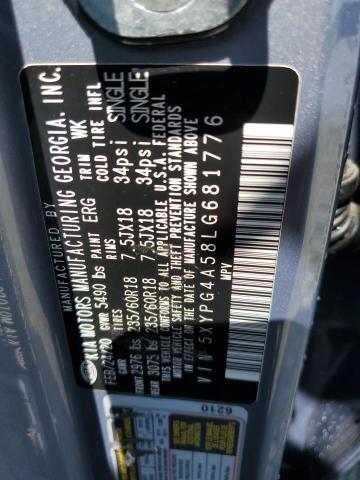 MANUFACTURED BY
KIA MOTORS MANUFACTURING GEORGIA, INC.
FEB/24/20 GVWR 5490 lbs PAINT ERG TRIM WK
GAWR TIRES RIMS COLD TIRE INFL
FRONT 2976 lbs 235/60R18 7.5JX18 34psi SINGLE
REAR 3075 lbs 235/60R18 7.5JX18 34psi SINGLE
THIS VEHICLE CONFORMS TO ALL APPLICABLE U.S.A. FEDERAL
MOTOR VEHICLE SAFETY AND THEFT PREVENTION STANDARDS
IN EFFECT ON THE DATE OF MANUFACTURE SHOWN ABOVE.
VIN 5XYPG4A58LG681776
MPV
6210